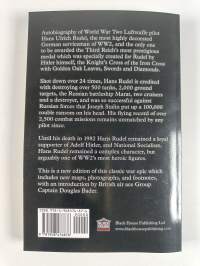 Autobiography of World War Two Luftwaffe pilot
Hans Ulrich Rudel, the most highly decorated
German serviceman of WW2, and the only one
to be awarded the Third Reich's most prestigious
medal which was specially created for Rudel by
Hitler himself, the Knight's Cross of the Iron Cross
with Golden Oak Leaves, Swords and Diamonds.
Shot down over 24 times, Hans Rudel is
credited with destroying over 500 tanks, 2,000 ground
targets, the Russian battleship Marat, two cruisers
and a destroyer, and was so successful against
Russian forces that Joseph Stalin put up a 100,000
rouble ransom on his head. His flying record of over
2,500 combat missions remains unmatched by any
pilot since.
Until his death in 1982 Hans Rudel remained a loyal
supporter of Adolf Hitler, and National Socialism.
Hans Rudel remained a complex character, but
arguably one of WW2's most heroic figures.
This is a new edition of this classic war epic which
includes new maps, photographs, and footnotes,
with an introduction by British air ace Group
Captain Douglas Bader.
Black House Publishing Ltd
www.blackhousepublishing.com